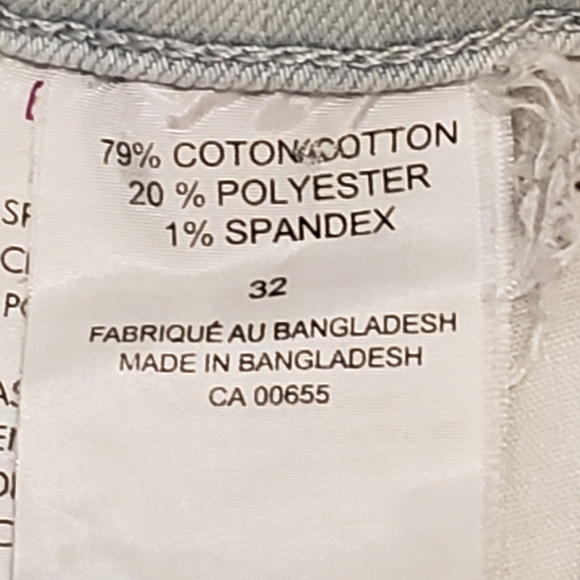 79% COTON/COTTON
20 % POLYESTER
1% SPANDEX
32
FABRIQUÉ AU BANGLADESH
MADE IN BANGLADESH
CA 00655